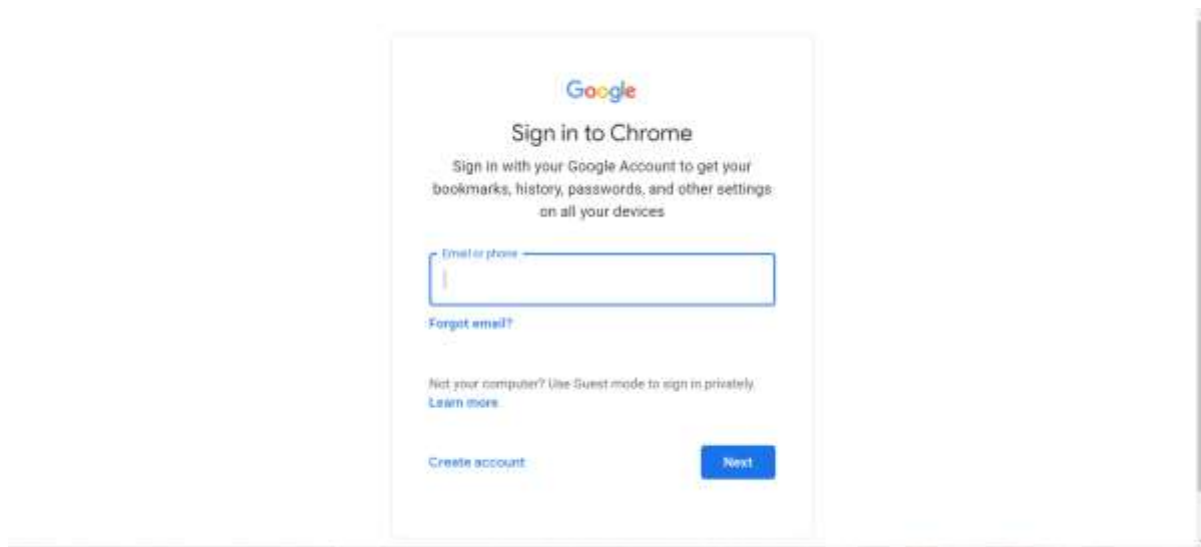 Google
Sign in to Chrome
Sign in with your Google Account to get your
bookmarks, history, passwords, and other settings
on all your devices
Email or phone
Forgot email?
Not your computer? Use Guest mode to sign in privately.
Learn more
Create account
Next